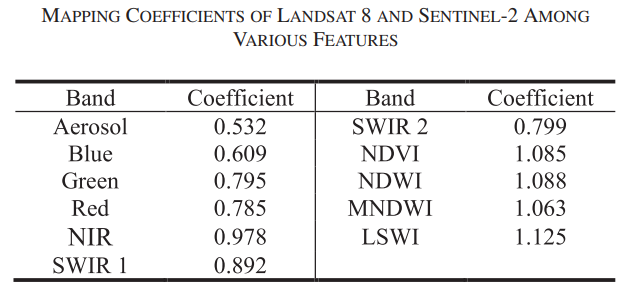 MAPPING COEFFICIENTS OF LANDSAT 8 AND SENTINEL-2 AMONG
VARIOUS FEATURES
Band Coefficient Band Coefficient
Aerosol 0.532 SWIR 2 0.799
Blue 0.609 NDVI 1.085
Green 0.795 NDWI 1.088
Red 0.785 MNDWI 1.063
NIR 0.978 LSWI 1.125
SWIR 1 0.892